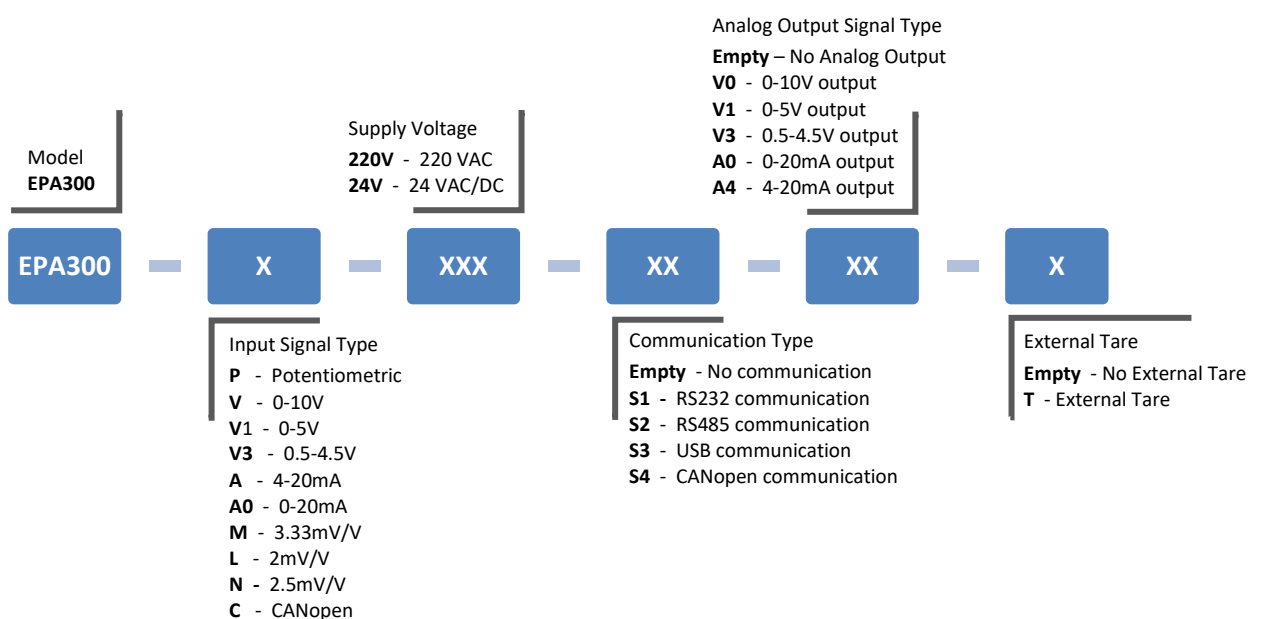 Analog Output Signal Type
Empty – No Analog Output
V0 - 0-10V output
V1 - 0-5V output
V3 - 0.5-4.5V output
A0 - 0-20mA output
A4 - 4-20mA output
Supply Voltage
220V - 220 VAC
24V - 24 VAC/DC
Model
EPA300
EPA300 X XXX XX XX X
Input Signal Type
P - Potentiometric
V - 0-10V
V1 - 0-5V
V3 - 0.5-4.5V
A - 4-20mA
A0 - 0-20mA
M - 3.33mV/V
L - 2mV/V
N - 2.5mV/V
C - CANopen
Communication Type
Empty - No communication
S1 - RS232 communication
S2 - RS485 communication
S3 - USB communication
S4 - CANopen communication
External Tare
Empty - No External Tare
T - External Tare